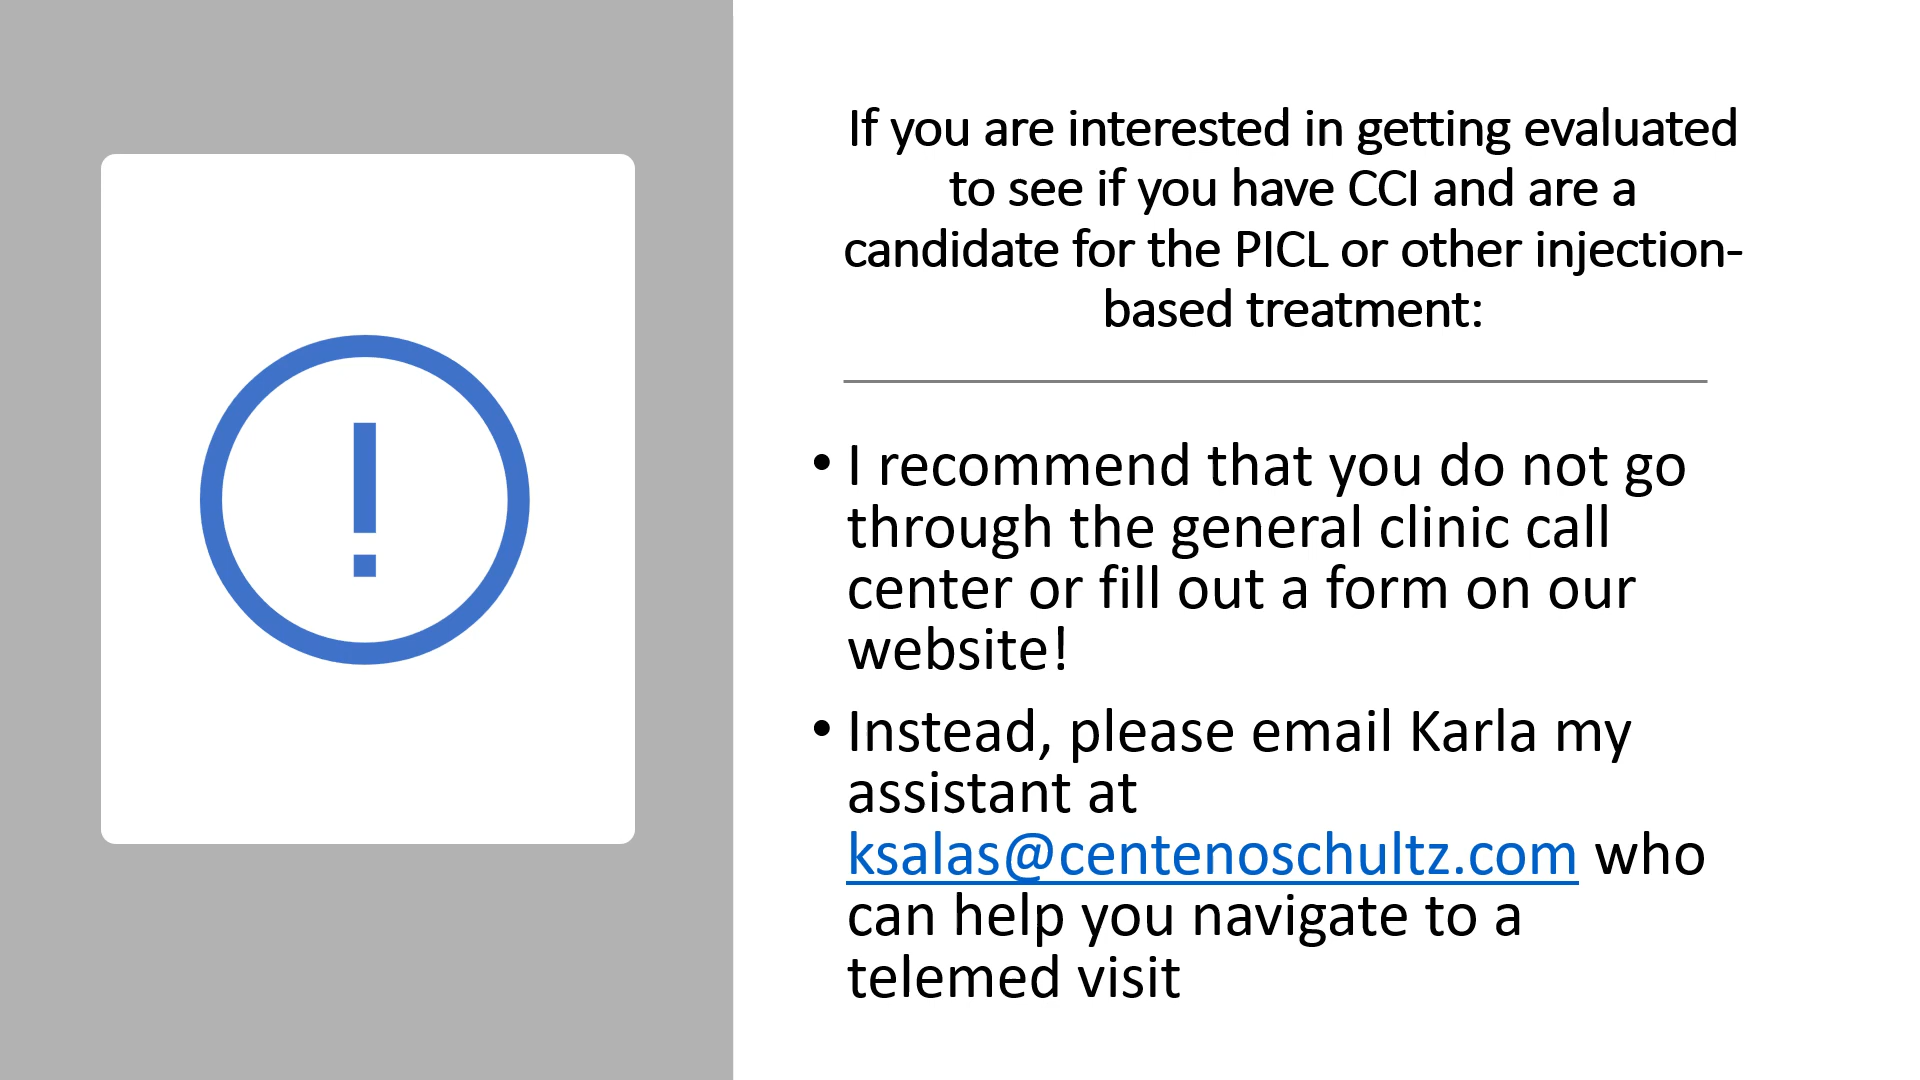 If you are interested in getting evaluated
to see if you have CCI and are a
candidate for the PICL or other injection-
based treatment:
• I recommend that you do not go
through the general clinic call
center or fill out a form on our
website!
• Instead, please email Karla my
assistant at
ksalas@centenoschultz.com who
can help you navigate to a
telemed visit